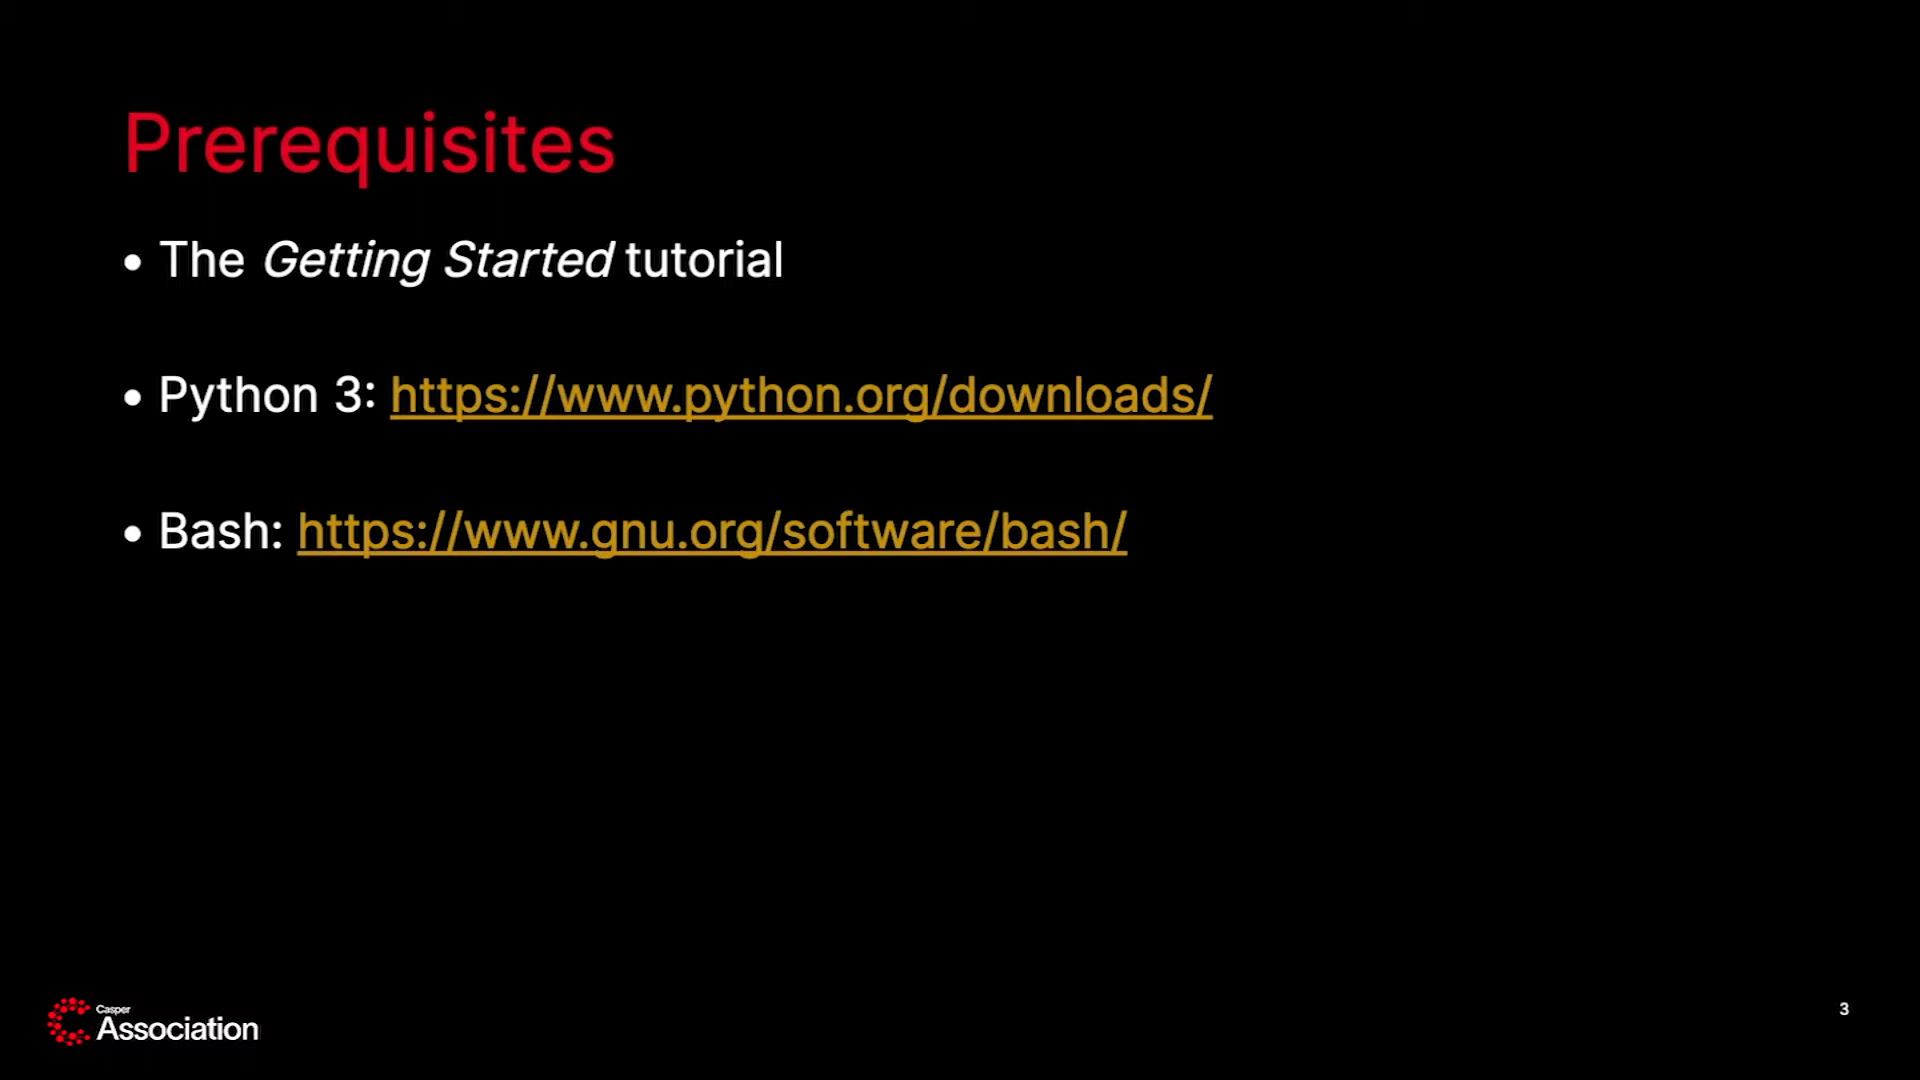 Prerequisites
• The Getting Started tutorial
• Python 3: https://www.python.org/downloads/
• Bash: https://www.gnu.org/software/bash/
Casper
Association
3